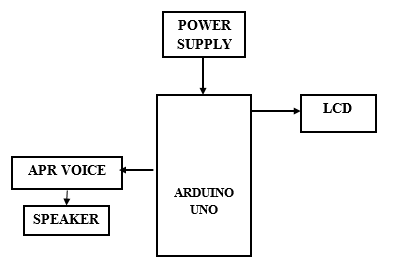 POWER
SUPPLY
LCD
APR VOICE
ARDUINO
UNO
SPEAKER